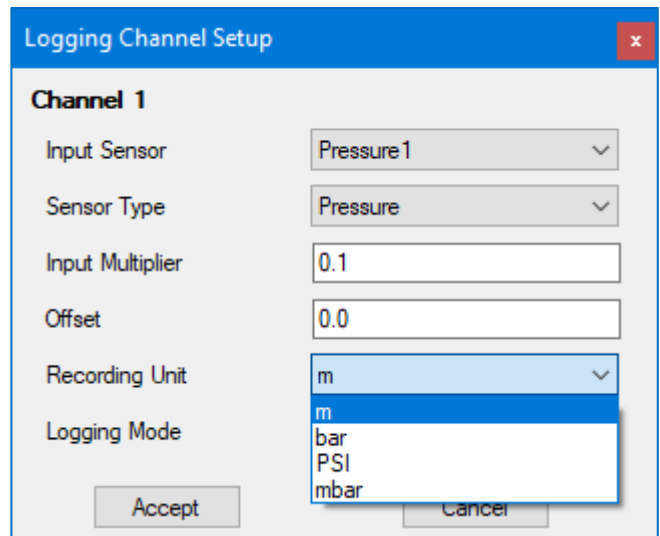 Logging Channel Setup x
Channel 1
Input Sensor Pressure1
Sensor Type Pressure
Input Multiplier 0.1
Offset 0.0
Recording Unit m
m
Logging Mode bar
PSI
mbar
Accept Cancel